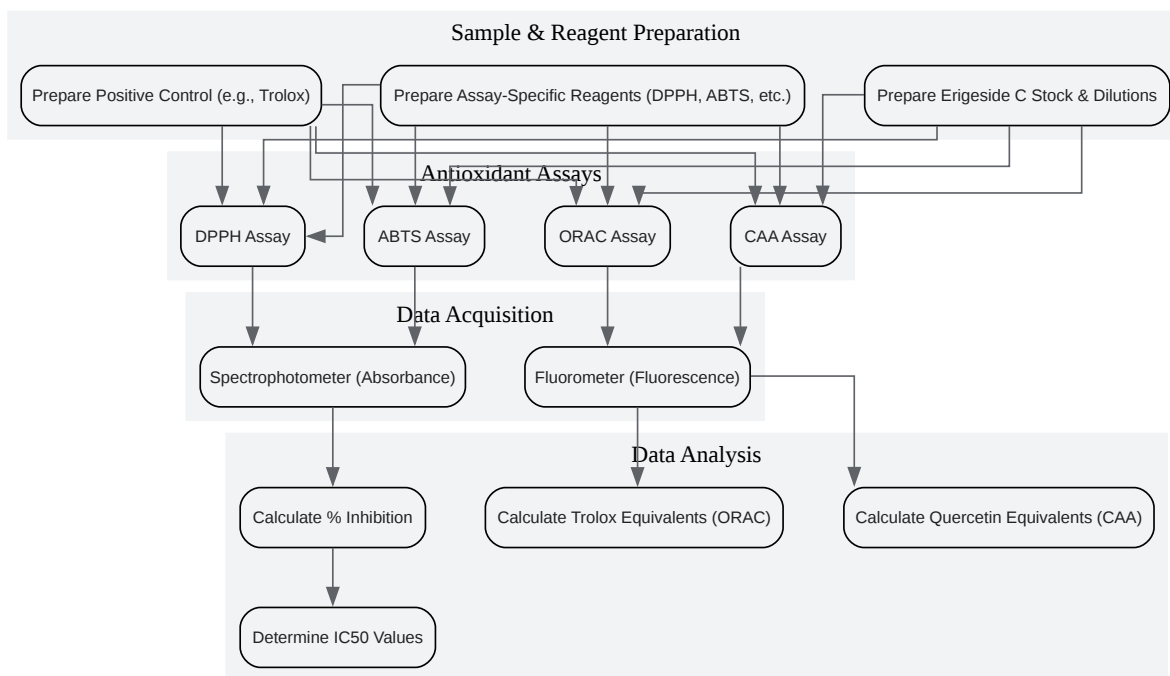 Sample & Reagent Preparation
Prepare Positive Control (e.g., Trolox)
Prepare Assay-Specific Reagents (DPPH, ABTS, etc.)
Prepare Erigeside C Stock & Dilutions
Antioxidant Assays
DPPH Assay
ABTS Assay
ORAC Assay
CAA Assay
Data Acquisition
Spectrophotometer (Absorbance)
Fluorometer (Fluorescence)
Data Analysis
Calculate % Inhibition
Calculate Trolox Equivalents (ORAC)
Calculate Quercetin Equivalents (CAA)
Determine IC50 Values